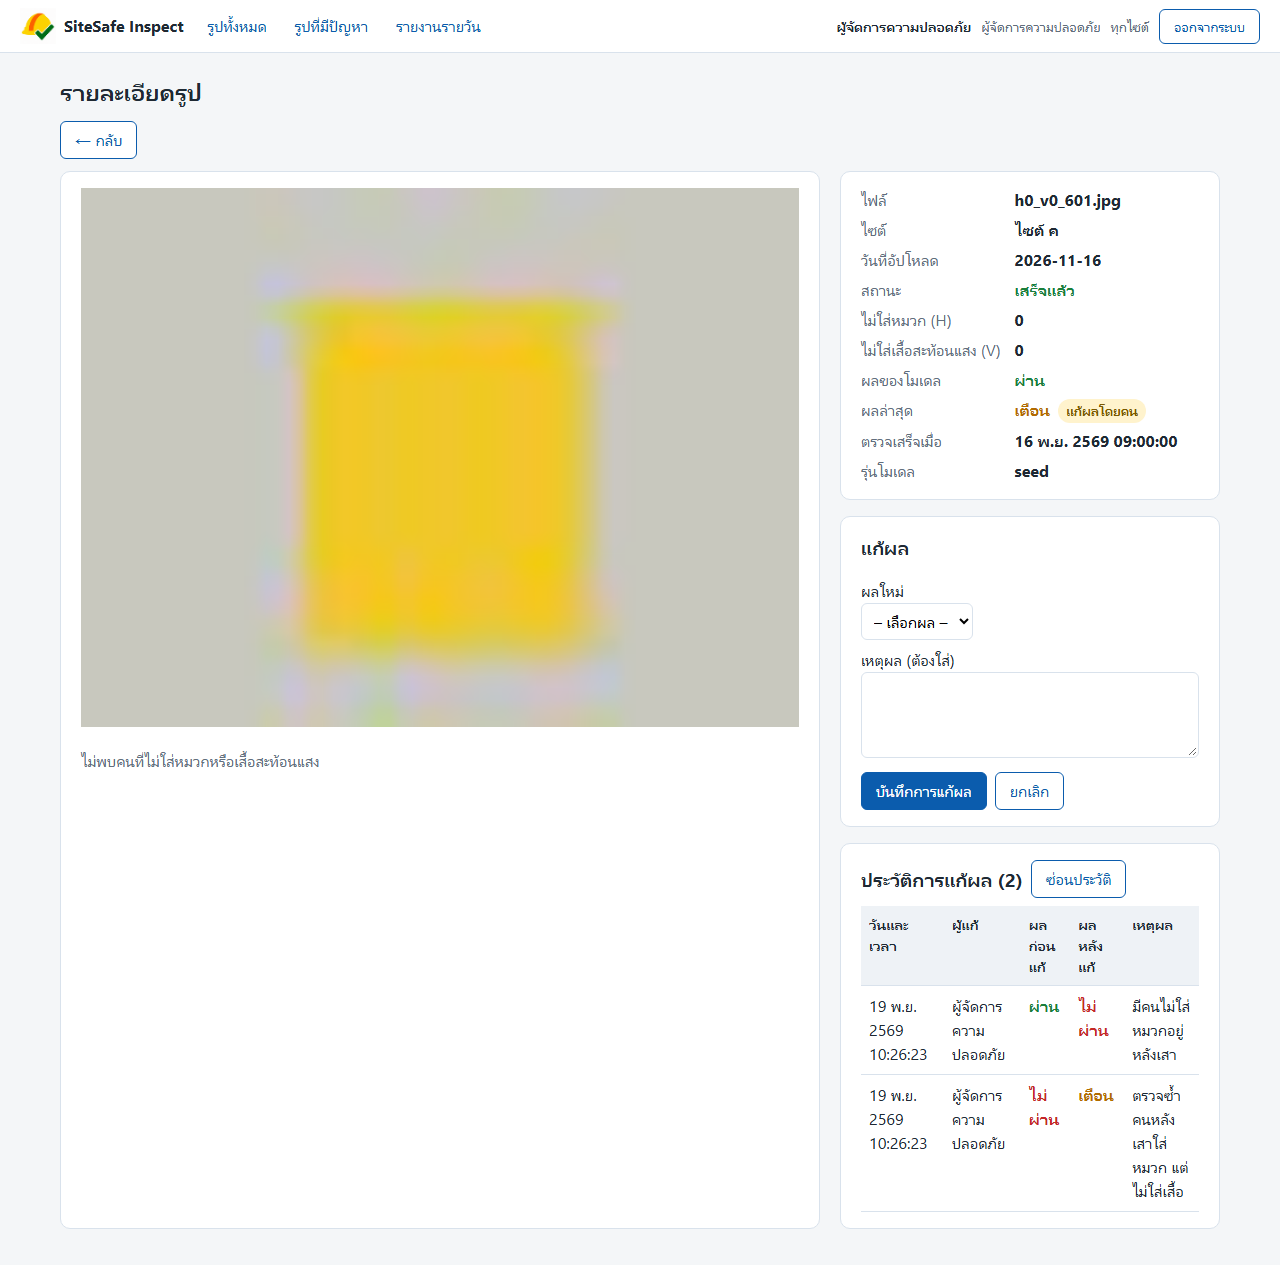 SiteSafe Inspect
รูปทั้งหมด
รูปที่มีปัญหา
รายงานรายวัน
ผู้จัดการความปลอดภัย
ผู้จัดการความปลอดภัย
ทุกไซต์
ออกจากระบบ
รายละเอียดรูป
← กลับ
ไม่พบคนที่ไม่ใส่หมวกหรือเสื้อสะท้อนแสง
ไฟล์ h0_v0_601.jpg
ไซต์ ไซต์ ค
วันที่อัปโหลด 2026-11-16
สถานะ เสร็จแล้ว
ไม่ใส่หมวก (H) 0
ไม่ใส่เสื้อสะท้อนแสง (V) 0
ผลของโมเดล ผ่าน
ผลล่าสุด เตือน แก้ผลโดยคน
ตรวจเสร็จเมื่อ 16 พ.ย. 2569 09:00:00
รุ่นโมเดล seed
แก้ผล
ผลใหม่
– เลือกผล –
เหตุผล (ต้องใส่)
บันทึกการแก้ผล
ยกเลิก
ประวัติการแก้ผล (2)
ซ่อนประวัติ
วันและ
เวลา
ผู้แก้
ผล
ก่อน
แก้
ผล
หลัง
แก้
เหตุผล
19 พ.ย.
2569
10:26:23
ผู้จัดการ
ความ
ปลอดภัย
ผ่าน
ไม่
ผ่าน
มีคนไม่ใส่
หมวกอยู่
หลังเสา
19 พ.ย.
2569
10:26:23
ผู้จัดการ
ความ
ปลอดภัย
ไม่
ผ่าน
เตือน
ตรวจซ้ำ
คนหลัง
เสาใส่
หมวก แต่
ไม่ใส่เสื้อ